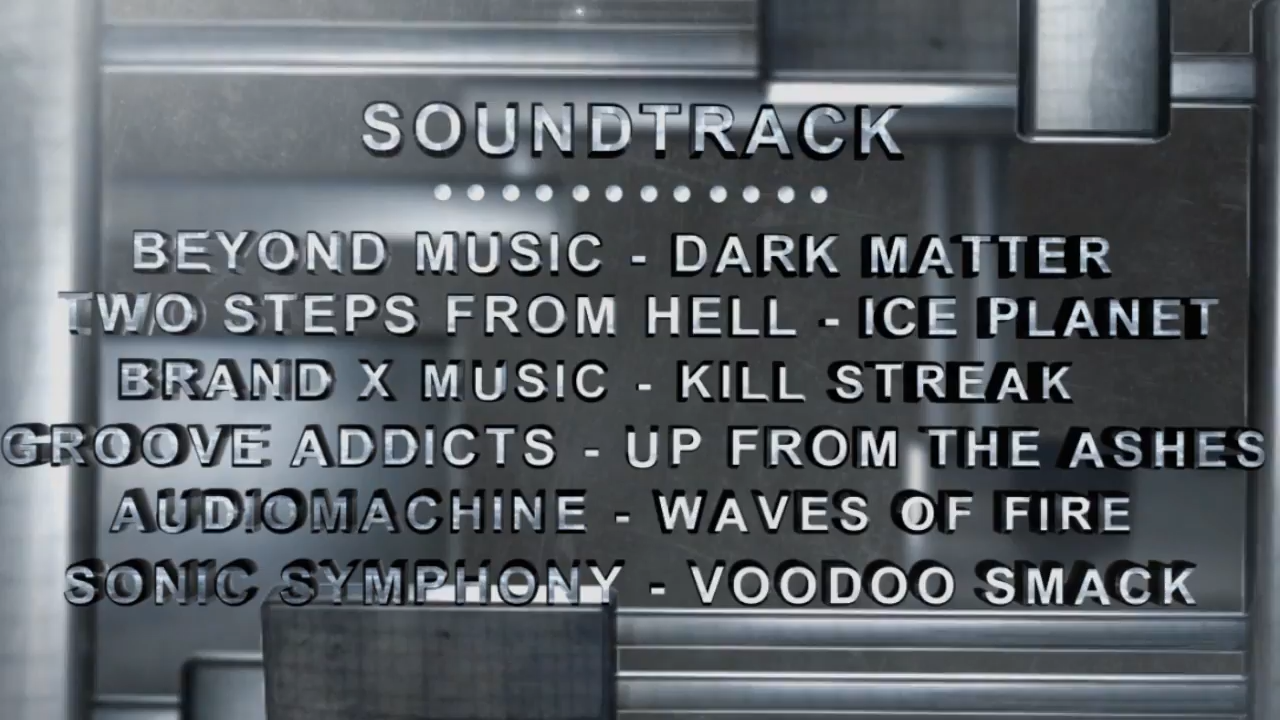 SOUNDTRACK
BEYOND MUSIC - DARK MATTER
TWO STEPS FROM HELL - ICE PLANET
BRAND X MUSIC - KILL STREAK
GROOVE ADDICTS - UP FROM THE ASHES
AUDIOMACHINE - WAVES OF FIRE
SONIC SYMPHONY - VOODOO SMACK